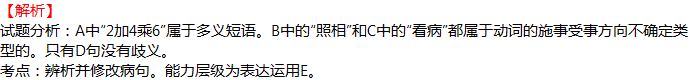 【解析】
试题分析：A中“2加4乘6”属于多义短语。B中的“照相”和C中的“看病”都属于动词的施事受事方向不确定类
型的。只有D句没有歧义。
考点：辨析并修改病句。能力层级为表达运用E。